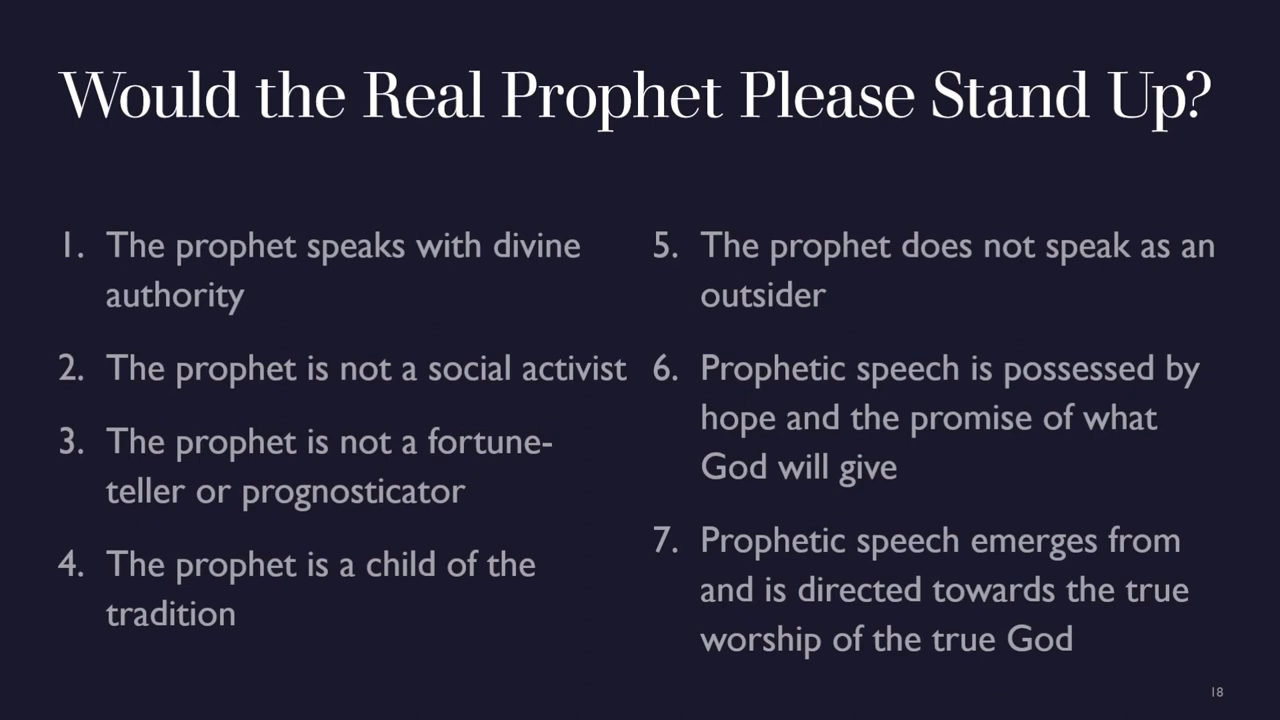 Would the Real Prophet Please Stand Up?
1. The prophet speaks with divine
authority
2. The prophet is not a social activist
3. The prophet is not a fortune-
teller or prognosticator
4. The prophet is a child of the
tradition
5. The prophet does not speak as an
outsider
6. Prophetic speech is possessed by
hope and the promise of what
God will give
7. Prophetic speech emerges from
and is directed towards the true
worship of the true God
18